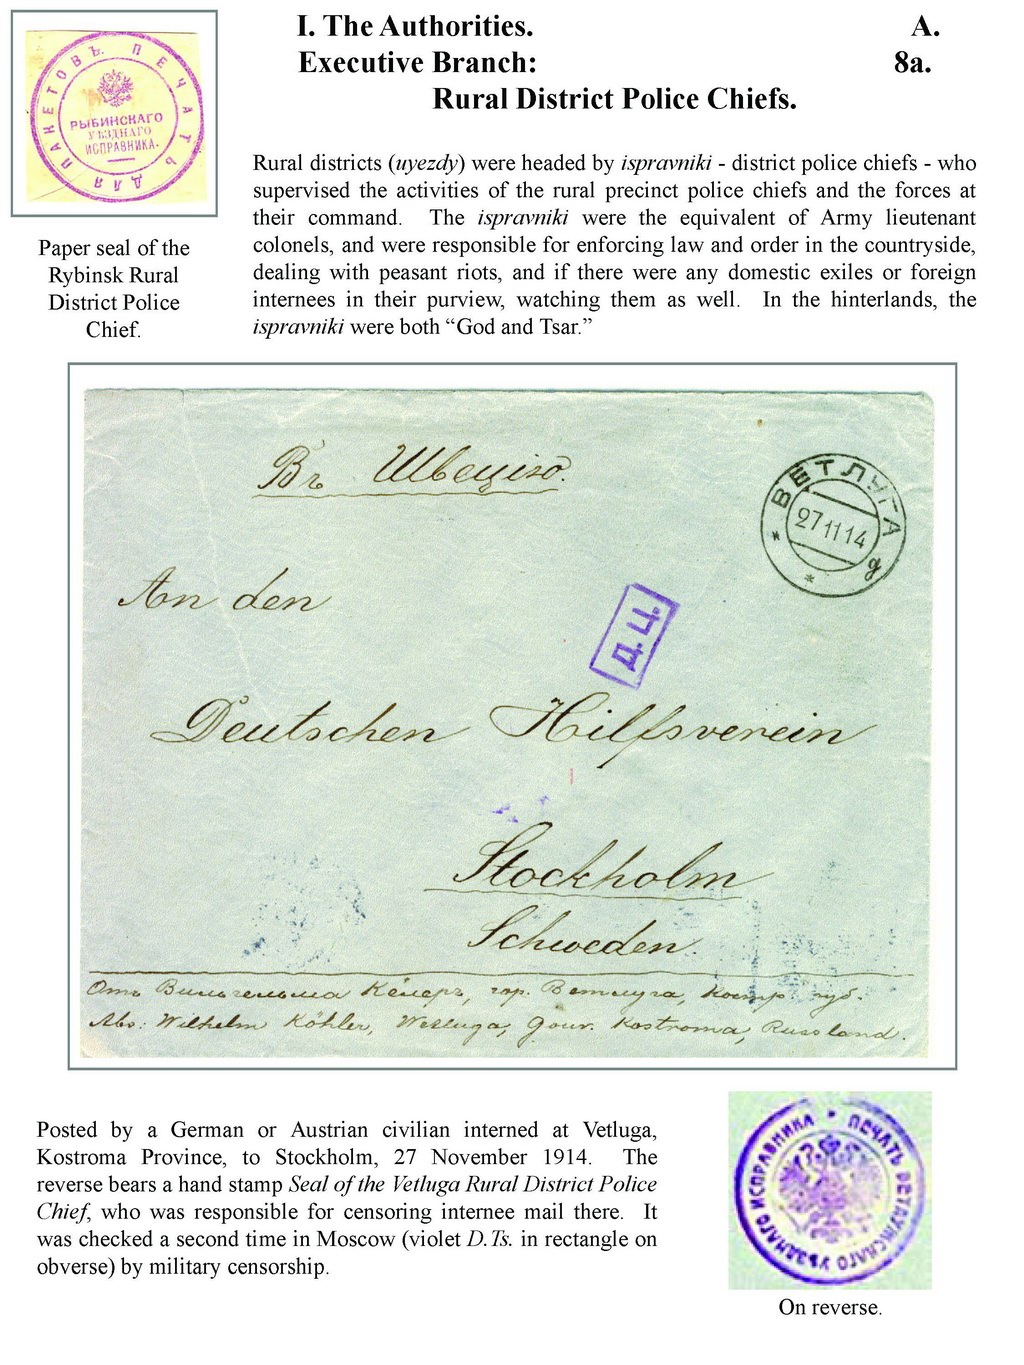 I. The Authorities. A.
Executive Branch: 8a.
Rural District Police Chiefs.
ДЛЯ ПАКЕТОВЪ. ПЕЧАТЬ
РЫБИНСКАГО
УѢЗДНАГО
ИСПРАВНИКА.
Paper seal of the
Rybinsk Rural
District Police
Chief.
Rural districts (uyezdy) were headed by ispravniki - district police chiefs - who
supervised the activities of the rural precinct police chiefs and the forces at
their command. The ispravniki were the equivalent of Army lieutenant
colonels, and were responsible for enforcing law and order in the countryside,
dealing with peasant riots, and if there were any domestic exiles or foreign
internees in their purview, watching them as well. In the hinterlands, the
ispravniki were both “God and Tsar.”
Въ Швецію.
ВЕТЛУГА
27 11 14
д
An den
Д.Ц.
Deutschen Hilfsverein
Stockholm
Schweden.
Отъ Вильгельма Кёлеръ, гор. Ветлуга, Костр. губ.
Abs: Wilhelm Köhler, Wetluga, Gouv. Kostroma, Russland.
Posted by a German or Austrian civilian interned at Vetluga,
Kostroma Province, to Stockholm, 27 November 1914. The
reverse bears a hand stamp Seal of the Vetluga Rural District Police
Chief, who was responsible for censoring internee mail there. It
was checked a second time in Moscow (violet D.Ts. in rectangle on
obverse) by military censorship.
ПЕЧАТЬ ВЕТЛУЖСКАГО УѢЗДНАГО ИСПРАВНИКА
On reverse.